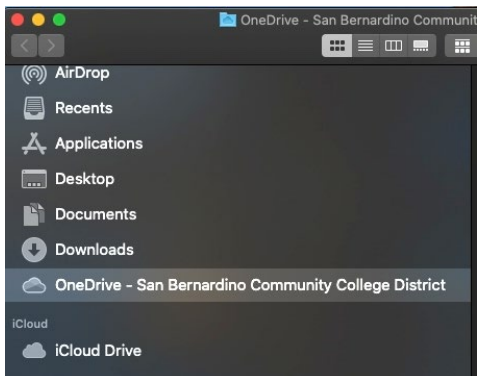 OneDrive - San Bernardino Communit
AirDrop
Recents
Applications
Desktop
Documents
Downloads
OneDrive - San Bernardino Community College District
iCloud
iCloud Drive